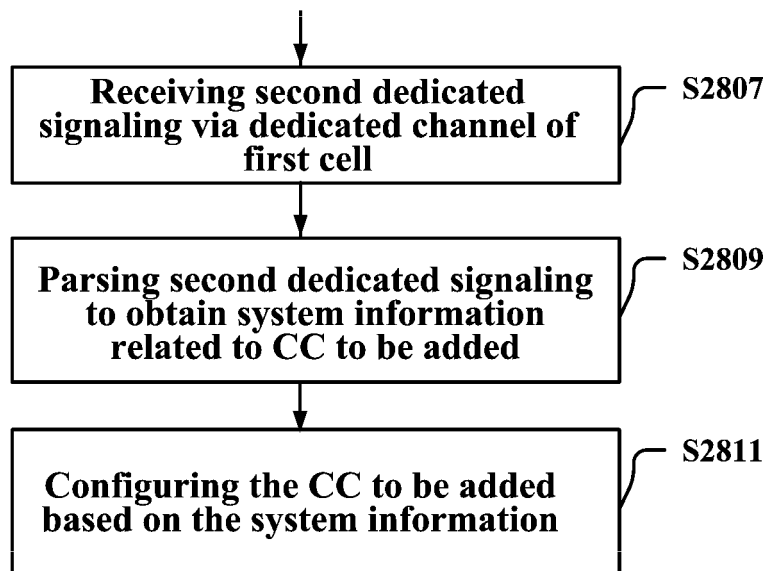 Receiving second dedicated
signaling via dedicated channel of
first cell
S2807
Parsing second dedicated signaling
to obtain system information
related to CC to be added
S2809
Configuring the CC to be added
based on the system information
S2811